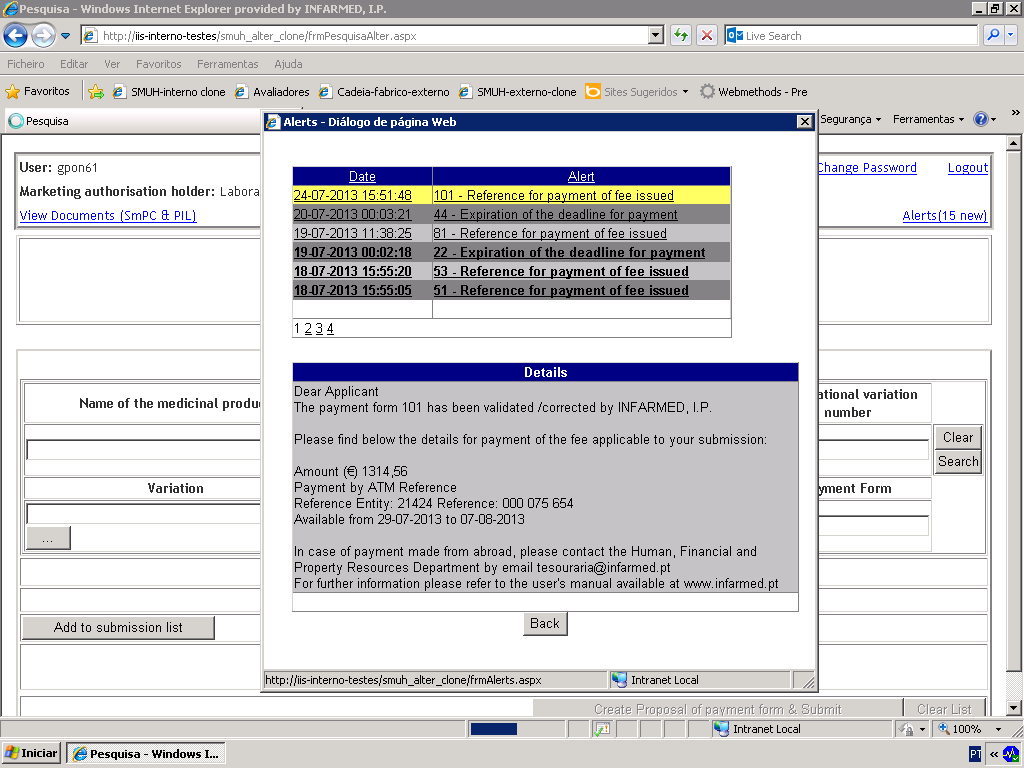 Pesquisa - Windows Internet Explorer provided by INFARMED, I.P.
http://iis-interno-testes/smuh_alter_clone/frmPesquisaAlter.aspx
Live Search
Ficheiro Editar Ver Favoritos Ferramentas Ajuda
Favoritos SMUH-interno clone Avaliadores Cadeia-fabrico-externo SMUH-externo-clone Sites Sugeridos Webmethods - Pre
Pesquisa
Segurança Ferramentas »
User: gpon61
Marketing authorisation holder: Labora
View Documents (SmPC & PIL)
Change Password Logout
Alerts(15 new)
Alerts - Diálogo de página Web
Date Alert
24-07-2013 15:51:48 101 - Reference for payment of fee issued
20-07-2013 00:03:21 44 - Expiration of the deadline for payment
19-07-2013 11:38:25 81 - Reference for payment of fee issued
19-07-2013 00:02:18 22 - Expiration of the deadline for payment
18-07-2013 15:55:20 53 - Reference for payment of fee issued
18-07-2013 15:55:05 51 - Reference for payment of fee issued
1 2 3 4
Details
Dear Applicant
The payment form 101 has been validated /corrected by INFARMED, I.P.
Please find below the details for payment of the fee applicable to your submission:
Amount (€) 1314,56
Payment by ATM Reference
Reference Entity: 21424 Reference: 000 075 654
Available from 29-07-2013 to 07-08-2013
In case of payment made from abroad, please contact the Human, Financial and
Property Resources Department by email tesouraria@infarmed.pt
For further information please refer to the user's manual available at www.infarmed.pt
Back
http://iis-interno-testes/smuh_alter_clone/frmAlerts.aspx Intranet Local
Name of the medicinal produ
ational variation
number
Clear
Search
Variation
yment Form
...
Add to submission list
Create Proposal of payment form & Submit Clear List
Intranet Local 100%
Iniciar Pesquisa - Windows I... PT «